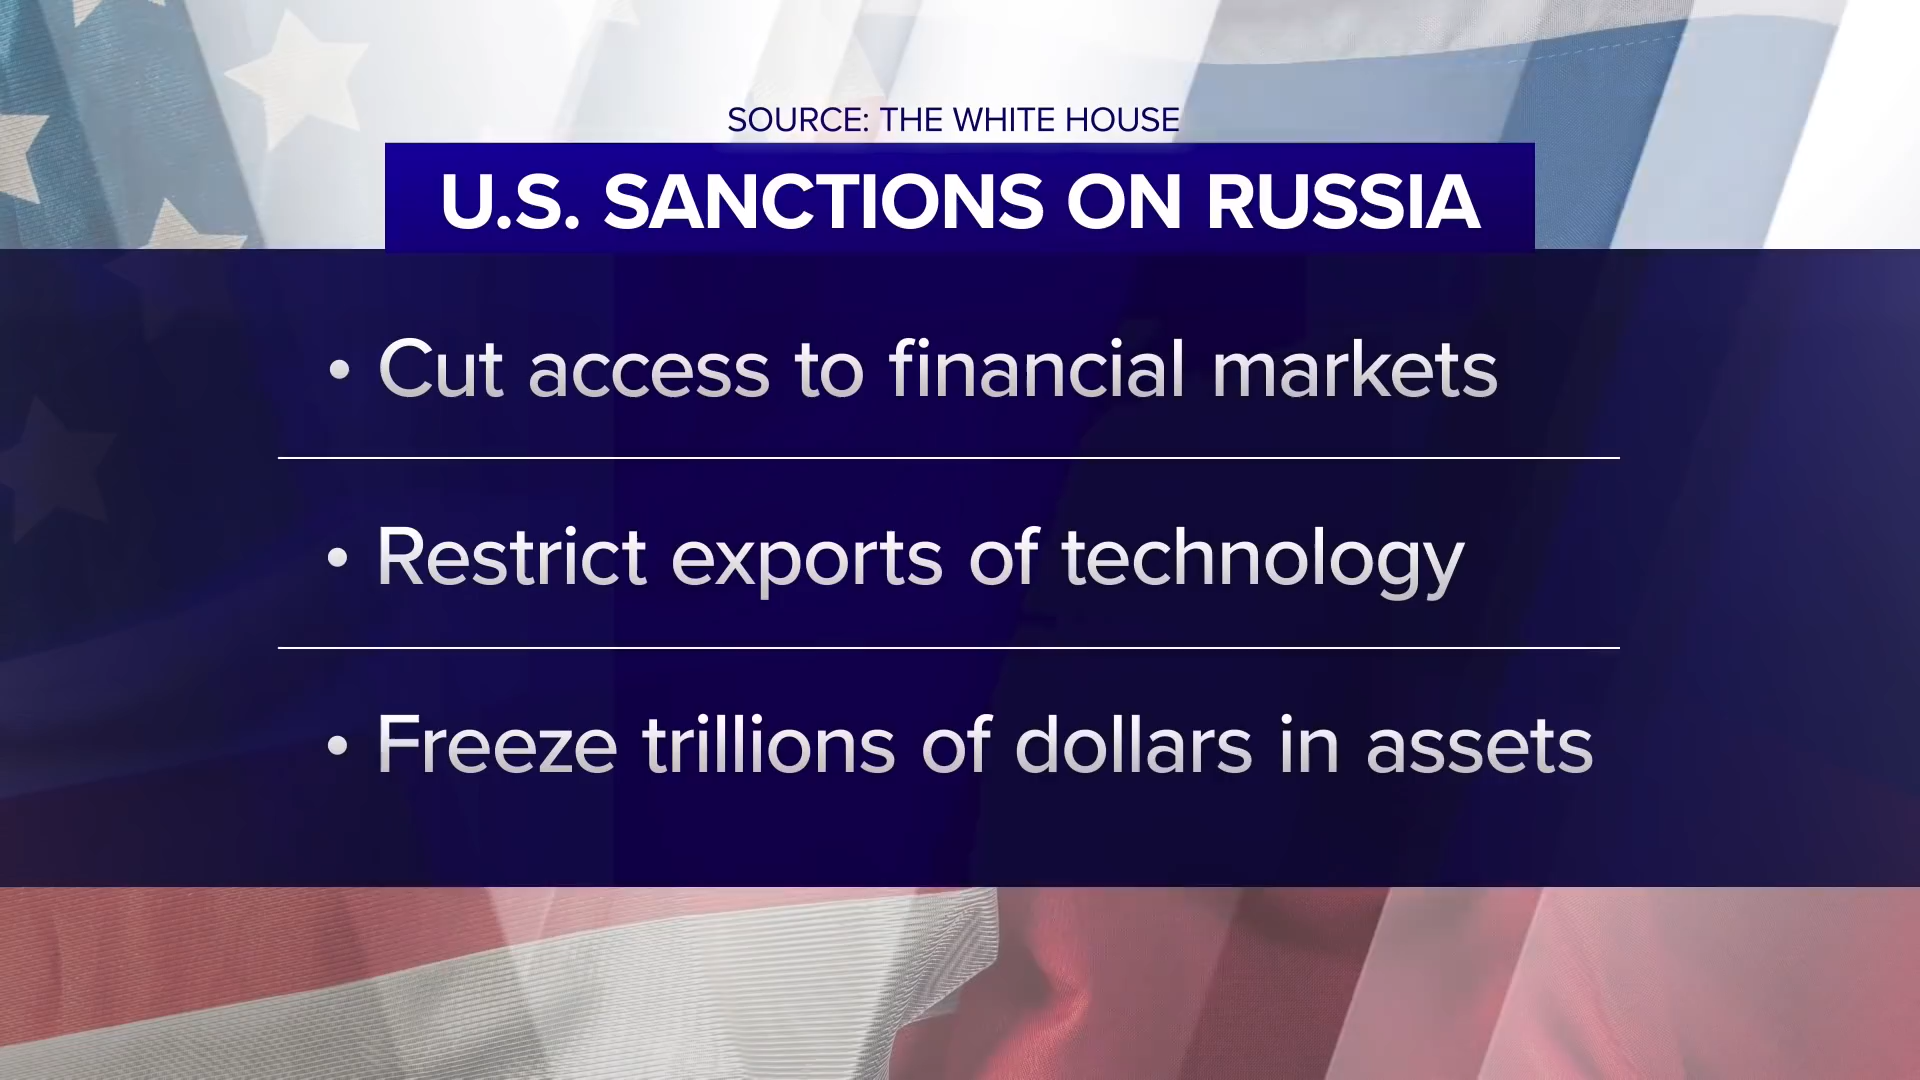 SOURCE: THE WHITE HOUSE
U.S. SANCTIONS ON RUSSIA
• Cut access to financial markets
• Restrict exports of technology
• Freeze trillions of dollars in assets